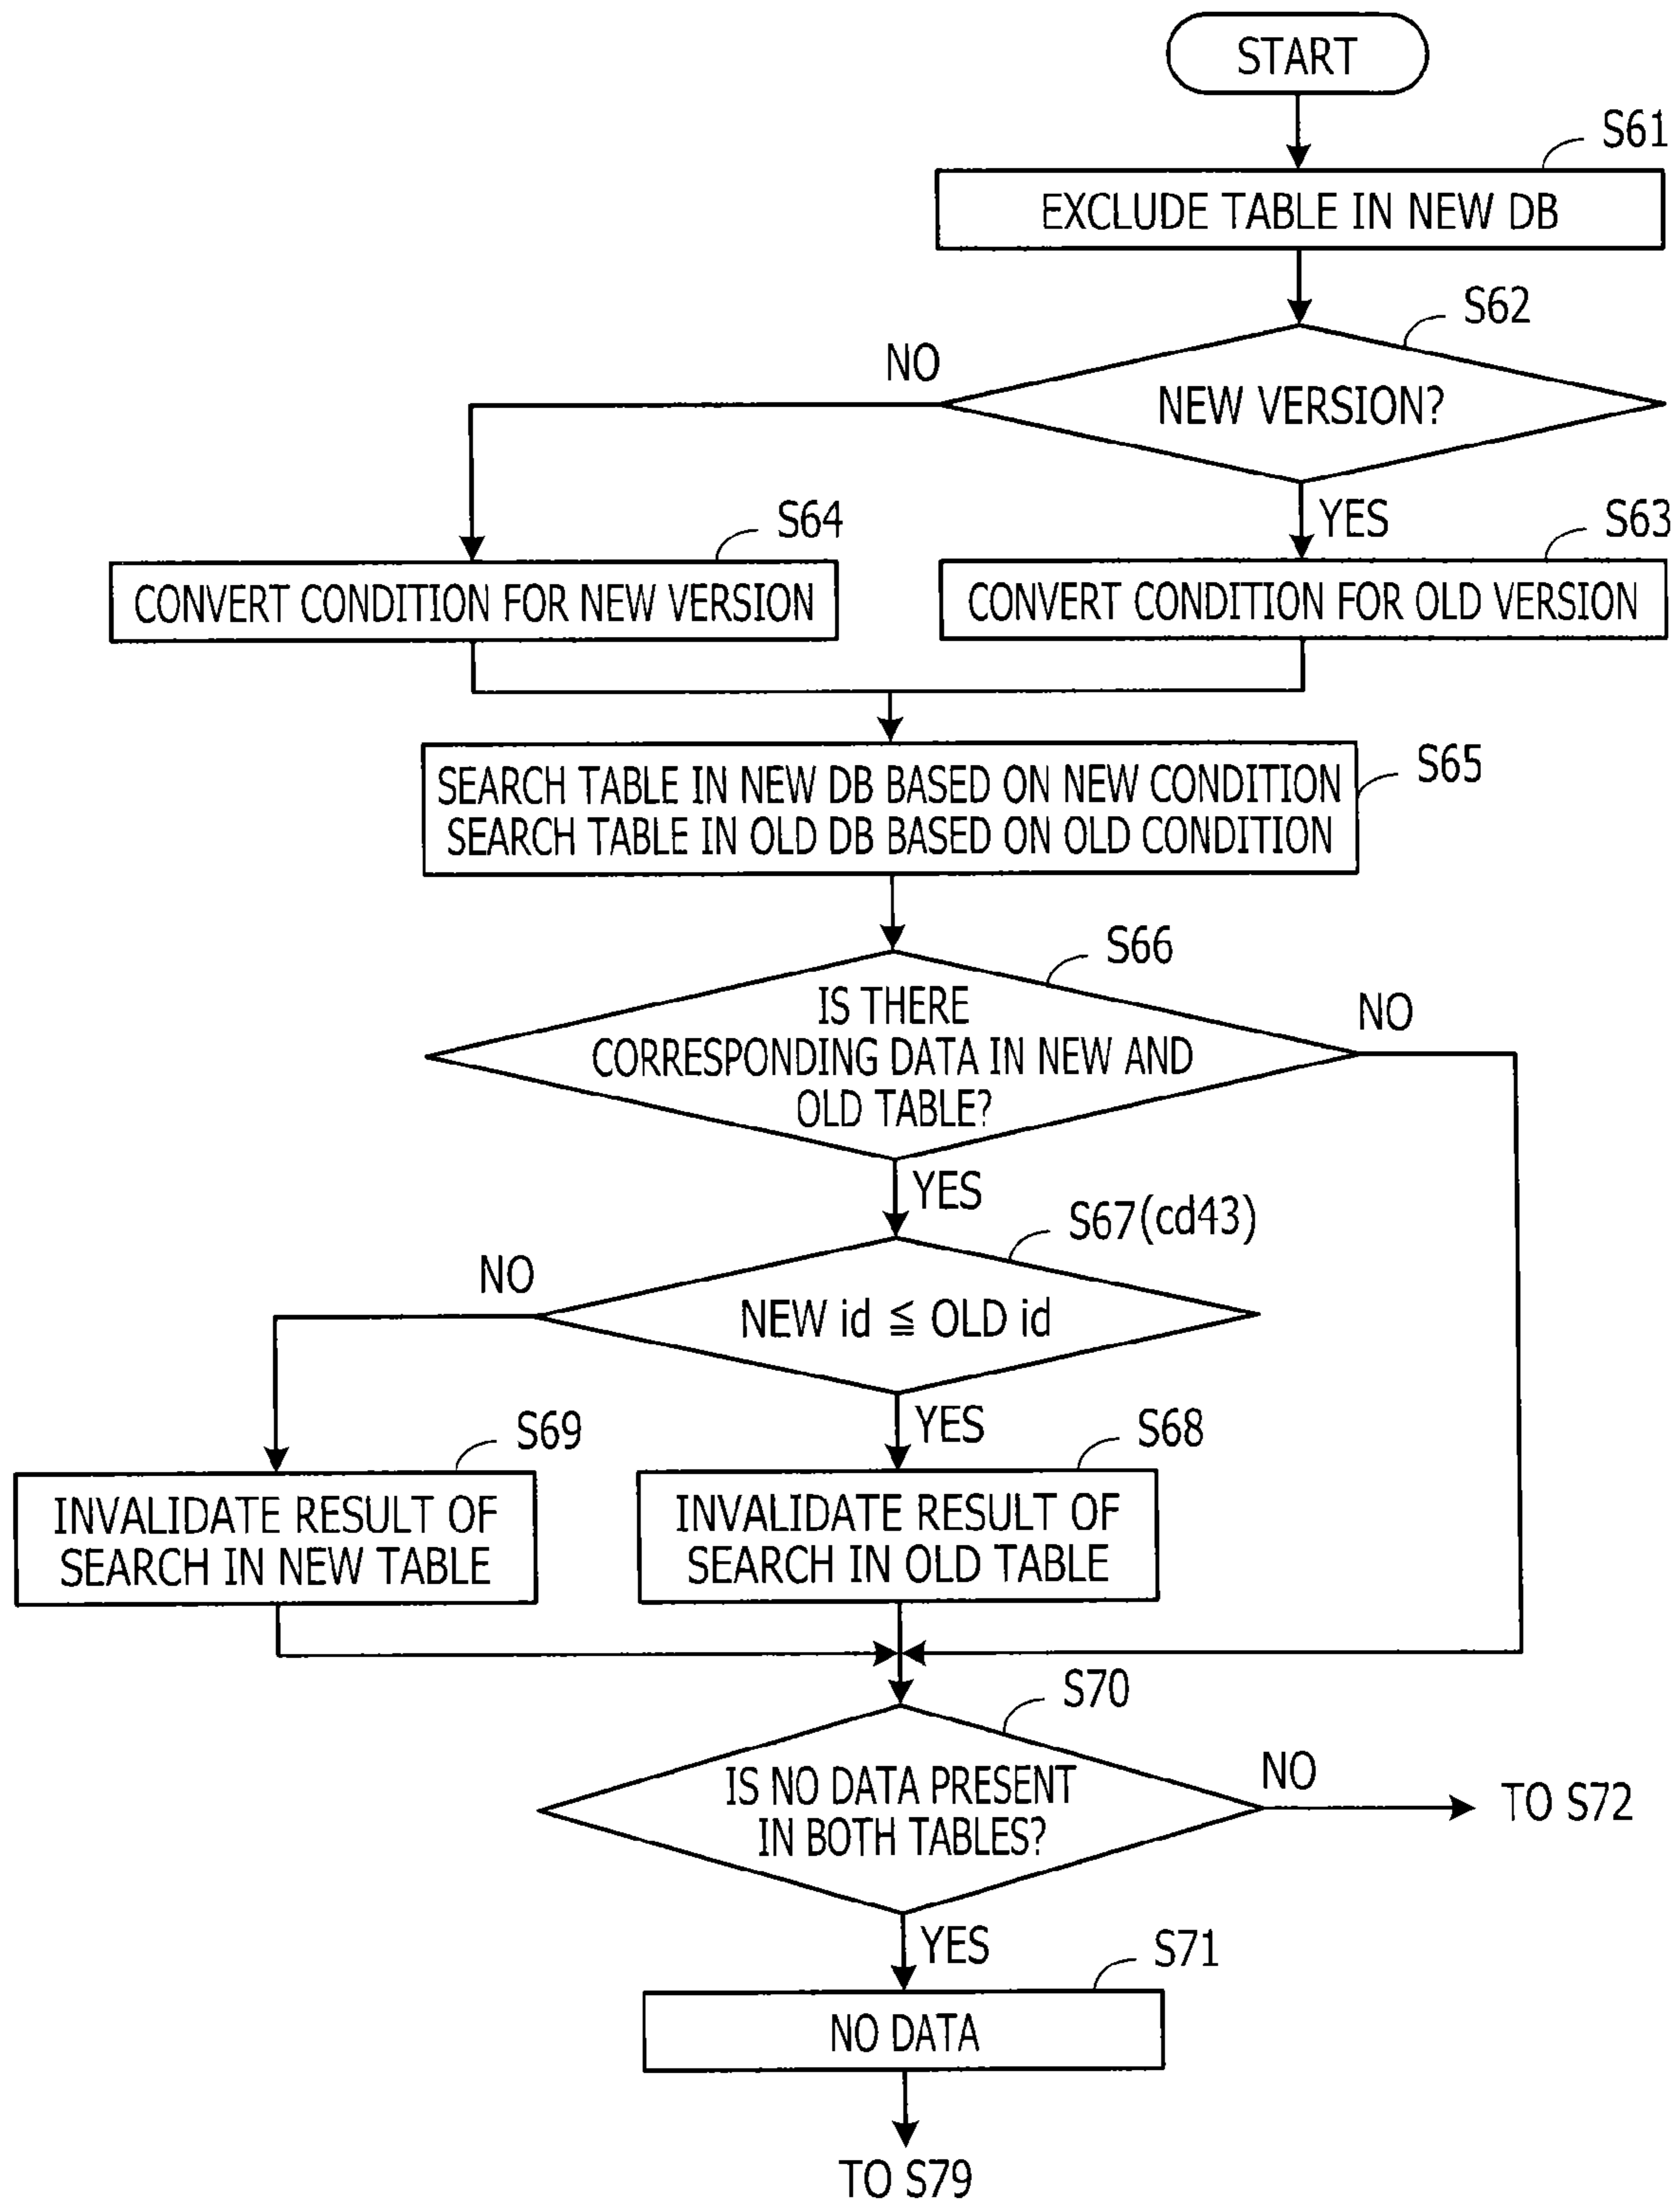 START
S61
EXCLUDE TABLE IN NEW DB
S62
NO
NEW VERSION?
YES
S64
S63
CONVERT CONDITION FOR NEW VERSION
CONVERT CONDITION FOR OLD VERSION
S65
SEARCH TABLE IN NEW DB BASED ON NEW CONDITION
SEARCH TABLE IN OLD DB BASED ON OLD CONDITION
S66
IS THERE
CORRESPONDING DATA IN NEW AND
OLD TABLE?
NO
YES
S67(cd43)
NO
NEW id ≦ OLD id
YES
S69
S68
INVALIDATE RESULT OF
SEARCH IN NEW TABLE
INVALIDATE RESULT OF
SEARCH IN OLD TABLE
S70
IS NO DATA PRESENT
IN BOTH TABLES?
NO
TO S72
YES
S71
NO DATA
TO S79